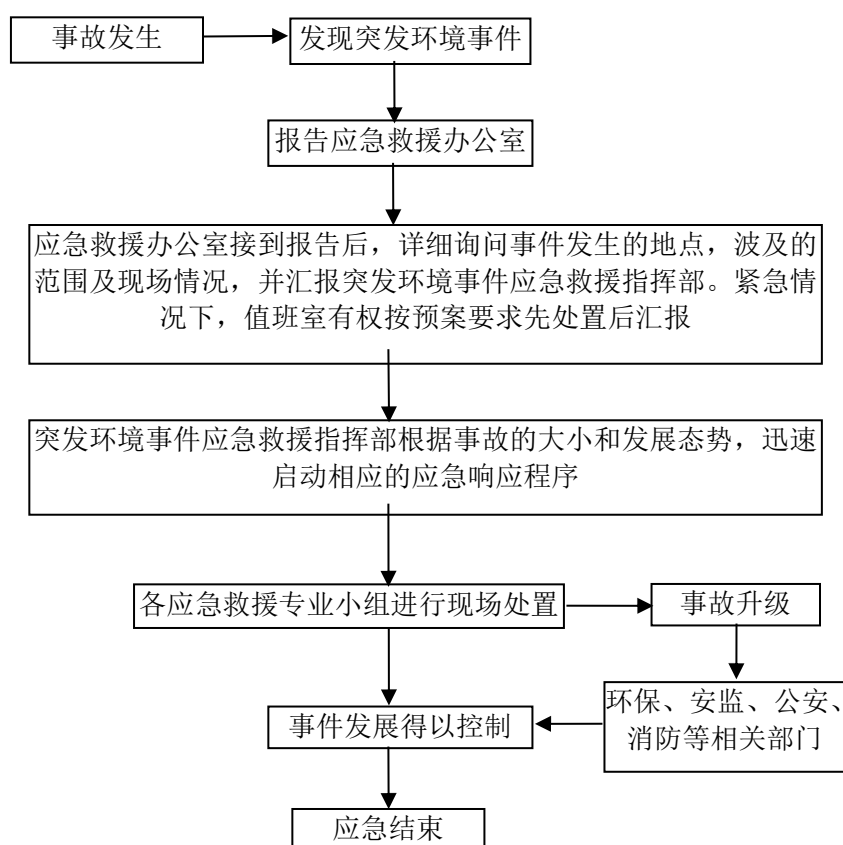 事故发生
发现突发环境事件
报告应急救援办公室
应急救援办公室接到报告后，详细询问事件发生的地点，波及的
范围及现场情况，并汇报突发环境事件应急救援指挥部。紧急情
况下，值班室有权按预案要求先处置后汇报
突发环境事件应急救援指挥部根据事故的大小和发展态势，迅速
启动相应的应急响应程序
各应急救援专业小组进行现场处置
事故升级
环保、安监、公安、
消防等相关部门
事件发展得以控制
应急结束